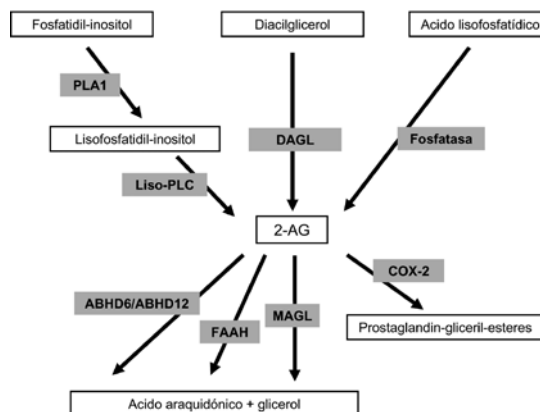 Fosfatidil-inositol
Diacilglicerol
Acido lisofosfatídico
PLA1
Lisofosfatidil-inositol
DAGL
Fosfatasa
Liso-PLC
2-AG
COX-2
ABHD6/ABHD12
MAGL
FAAH
Prostaglandin-gliceril-esteres
Acido araquidónico + glicerol